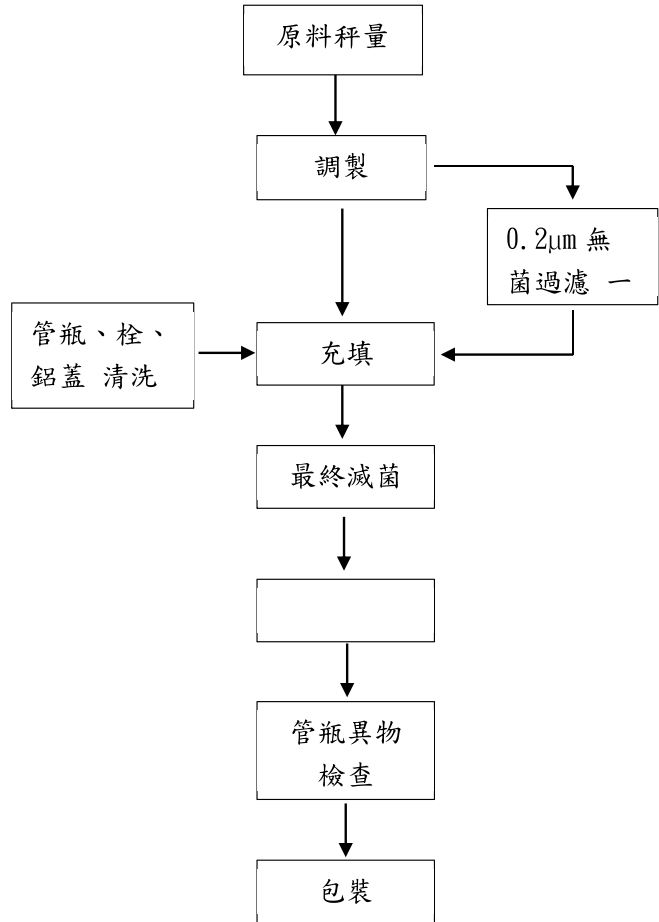 原料秤量
調製
0.2μm 無
菌過濾 一
管瓶、栓、
鋁蓋 清洗
充填
最終滅菌
管瓶異物
檢查
包裝